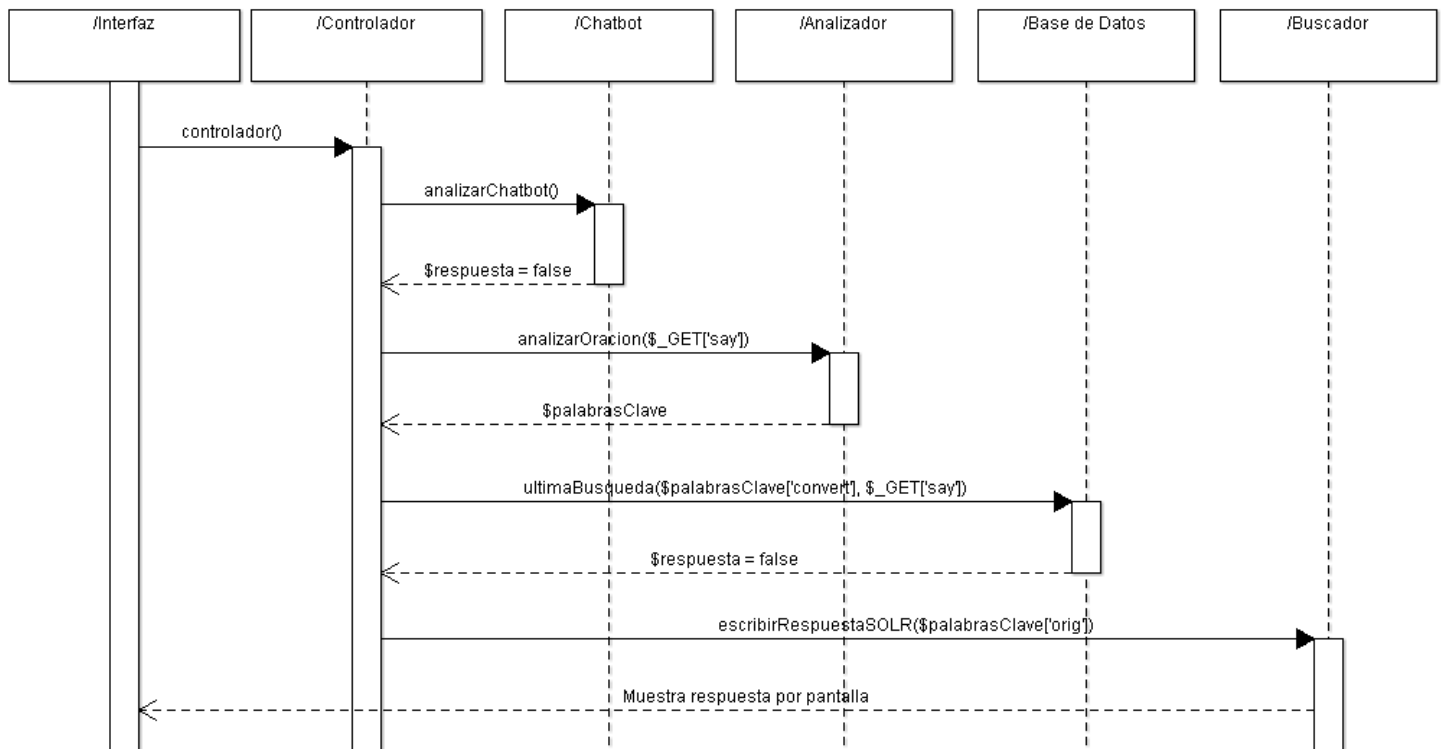 /Interfaz
/Controlador
/Chatbot
/Analizador
/Base de Datos
/Buscador
controlador()
analizarChatbot()
$respuesta = false
analizarOracion($_GET['say'])
$palabrasClave
ultimaBusqueda($palabrasClave['convert'], $_GET['say'])
$respuesta = false
escribirRespuestaSOLR($palabrasClave['orig'])
Muestra respuesta por pantalla